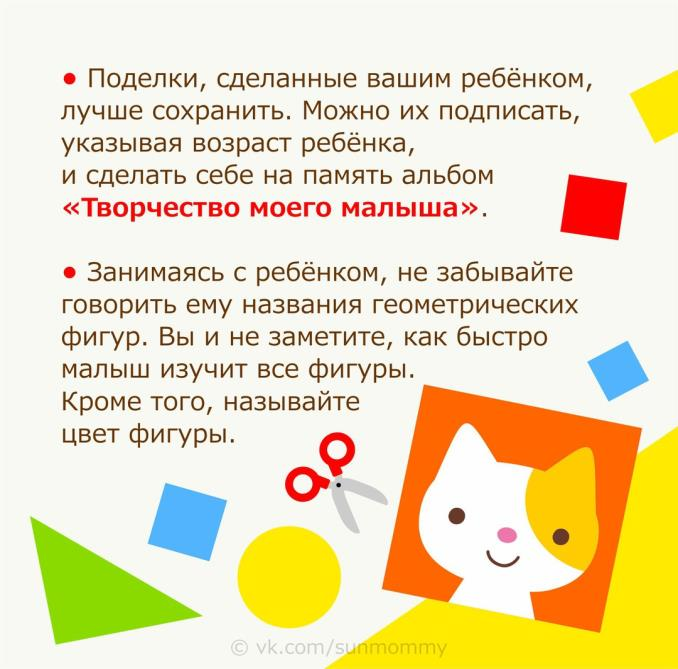 • Поделки, сделанные вашим ребёнком,
лучше сохранить. Можно их подписать,
указывая возраст ребёнка,
и сделать себе на память альбом
«Творчество моего малыша».
• Занимаясь с ребёнком, не забывайте
говорить ему названия геометрических
фигур. Вы и не заметите, как быстро
малыш изучит все фигуры.
Кроме того, называйте
цвет фигуры.
© vk.com/sunmommy